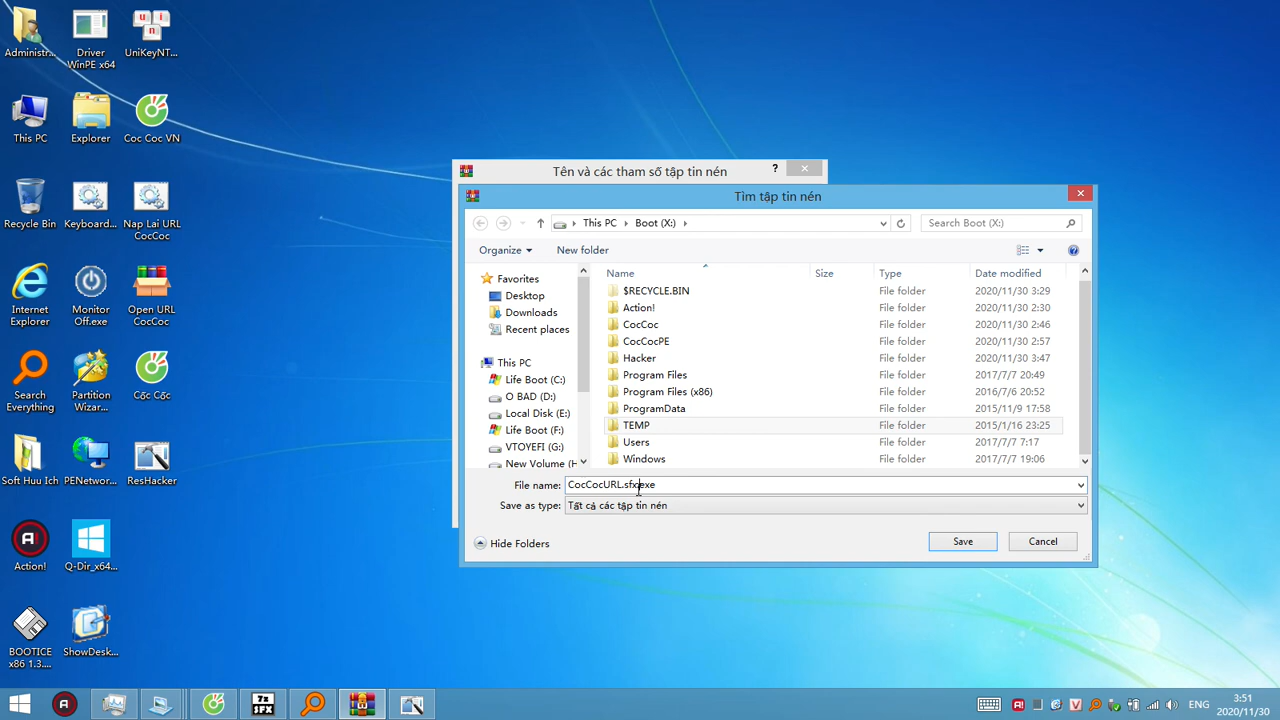 Administr...
Driver WinPE x64
UniKeyNT...
This PC
Explorer
Coc Coc VN
Recycle Bin
Keyboard...
Nap Lai URL CocCoc
Internet Explorer
Monitor Off.exe
Open URL CocCoc
Search Everything
Partition Wizar...
Cốc Cốc
Soft Huu Ich
PENetwor...
ResHacker
Action!
Q-Dir_x64...
BOOTICE x86 1.3....
ShowDesk...
Tên và các tham số tập tin nén
?
Tìm tập tin nén
This PC
Boot (X:)
Search Boot (X:)
Organize
New folder
Name
Size
Type
Date modified
Favorites
Desktop
Downloads
Recent places
This PC
Life Boot (C:)
O BAD (D:)
Local Disk (E:)
Life Boot (F:)
VTOYEFI (G:)
New Volume (H
$RECYCLE.BIN File folder 2020/11/30 3:29
Action! File folder 2020/11/30 2:30
CocCoc File folder 2020/11/30 2:46
CocCocPE File folder 2020/11/30 2:57
Hacker File folder 2020/11/30 3:47
Program Files File folder 2017/7/7 20:49
Program Files (x86) File folder 2016/7/6 20:52
ProgramData File folder 2015/11/9 17:58
TEMP File folder 2015/1/16 23:25
Users File folder 2017/7/7 7:17
Windows File folder 2017/7/7 19:06
File name: CocCocURL.sfx.exe
Save as type: Tất cả các tập tin nén
Hide Folders
Save
Cancel
7z SFX
ENG
3:51
2020/11/30